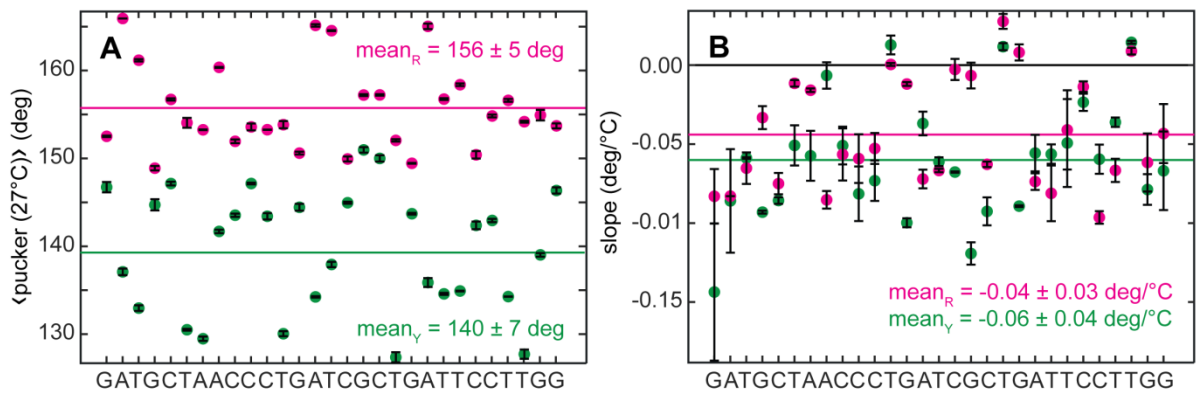 A
mean_R = 156 ± 5 deg
160
150
140
130
⟨pucker (27°C)⟩ (deg)
mean_Y = 140 ± 7 deg
GATGCTAACCCTGATCGCTGATTCCTTGG
B
0.00
-0.05
-0.01
-0.15
slope (deg/°C)
mean_R = -0.04 ± 0.03 deg/°C
mean_Y = -0.06 ± 0.04 deg/°C
GATGCTAACCCTGATCGCTGATTCCTTGG